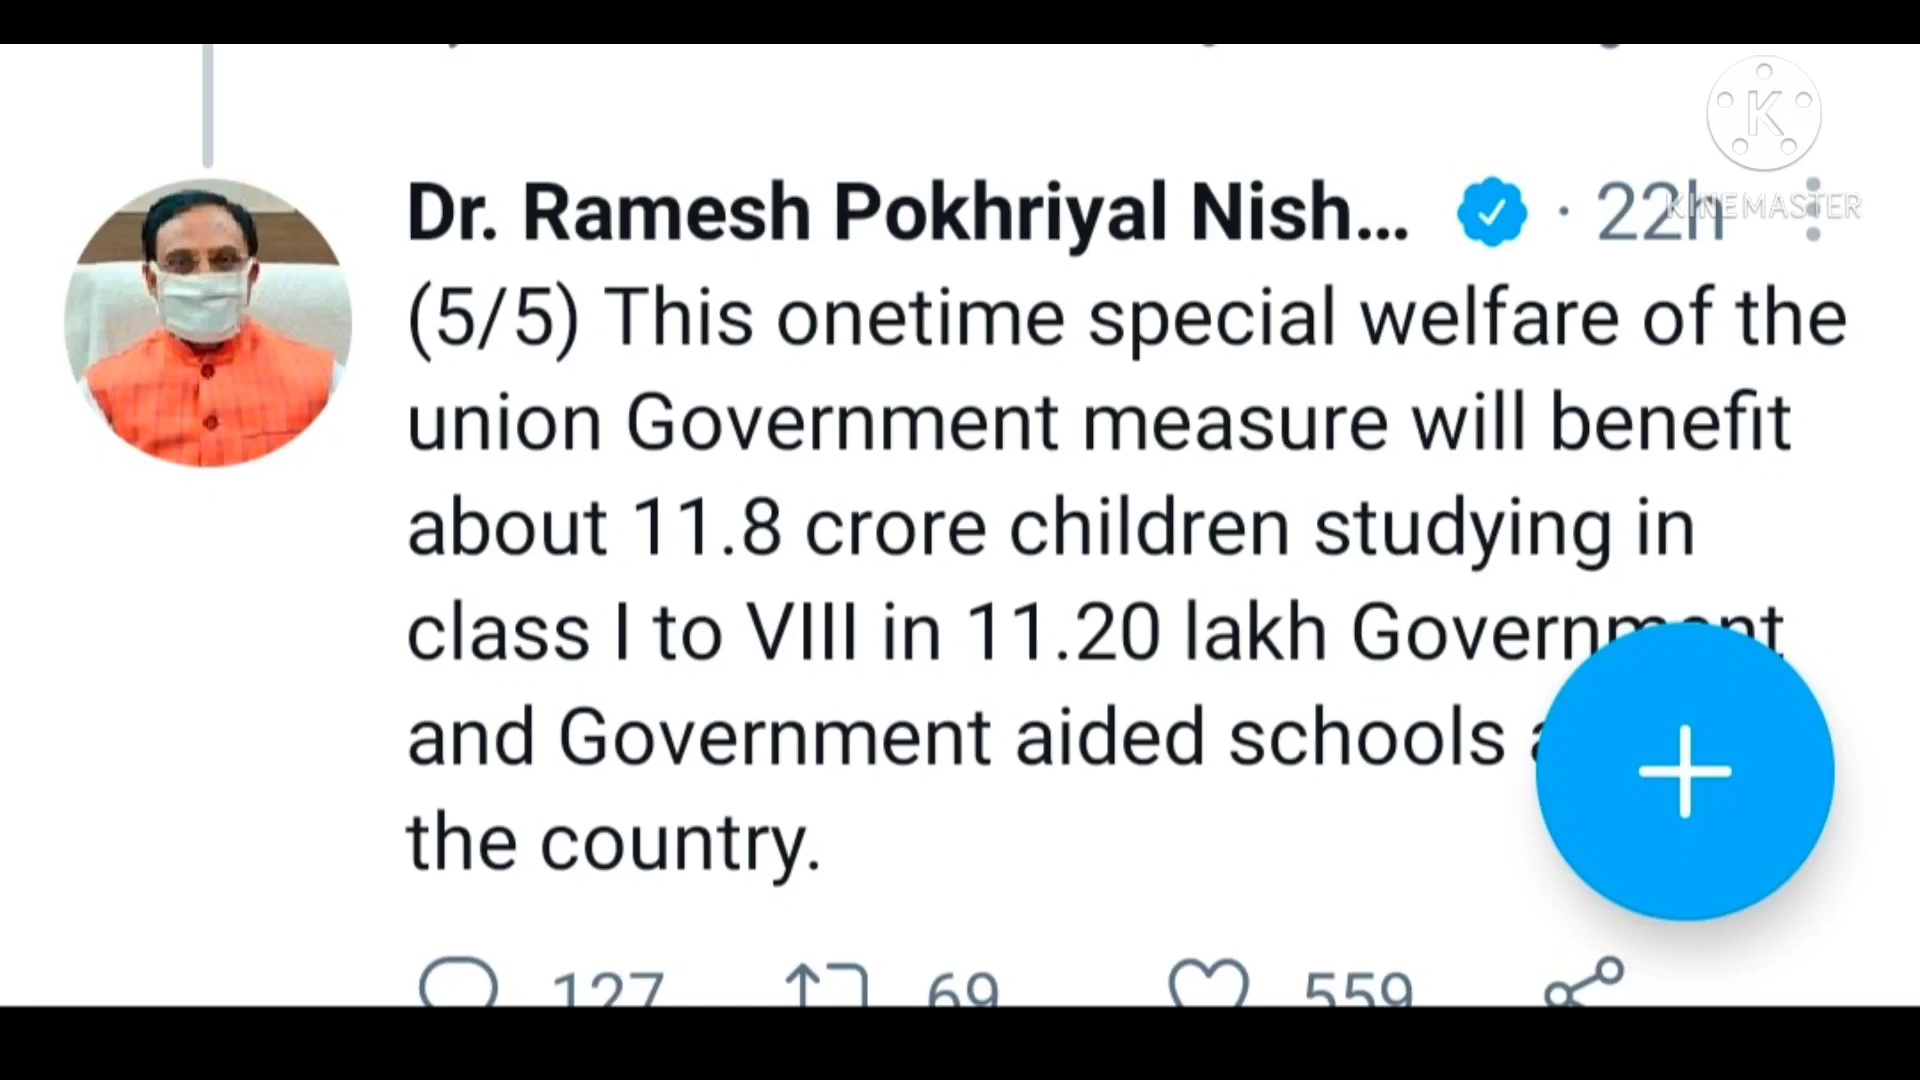 K
KINEMASTER
Dr. Ramesh Pokhriyal Nish... · 22h
(5/5) This onetime special welfare of the
union Government measure will benefit
about 11.8 crore children studying in
class I to VIII in 11.20 lakh Government
and Government aided schools
the country.
127 69 559